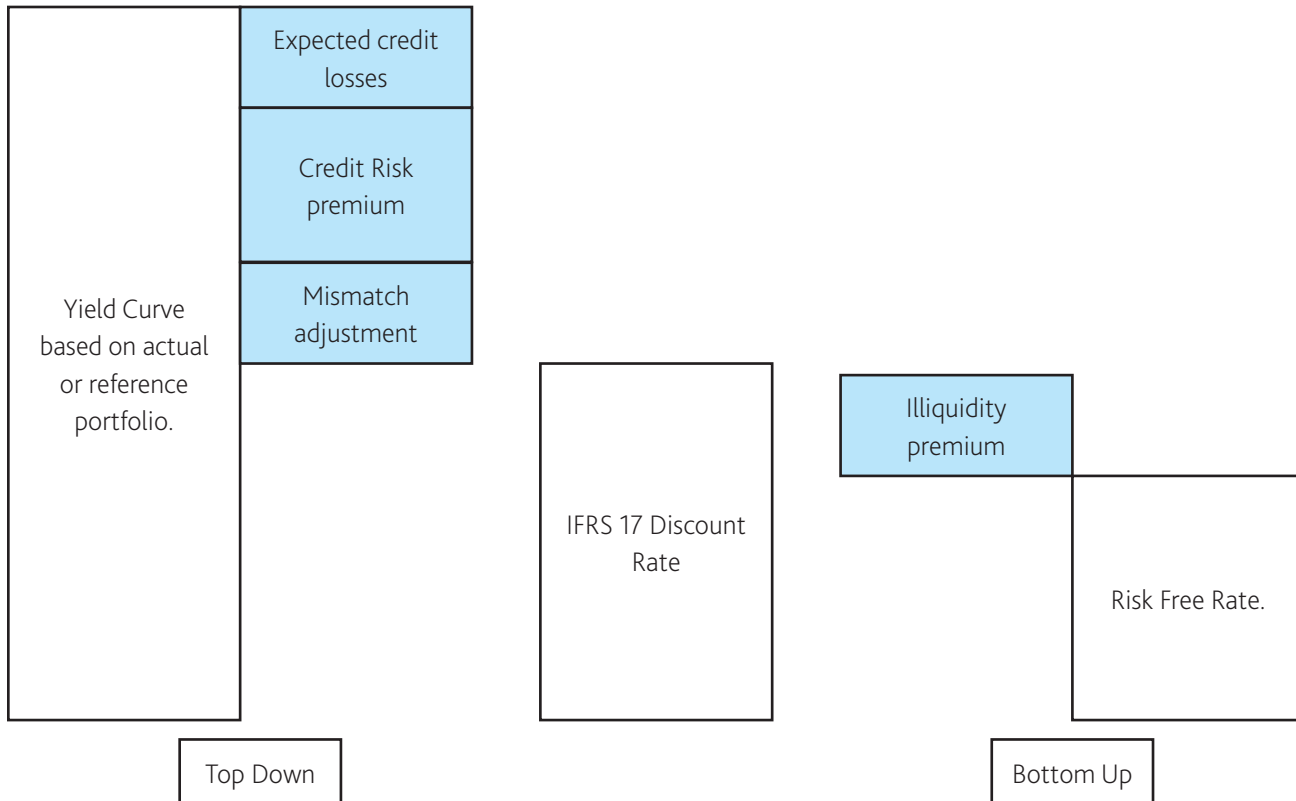 Expected credit
losses
Credit Risk
premium
Mismatch
adjustment
Yield Curve
based on actual
or reference
portfolio.
IFRS 17 Discount
Rate
Illiquidity
premium
Risk Free Rate.
Top Down
Bottom Up